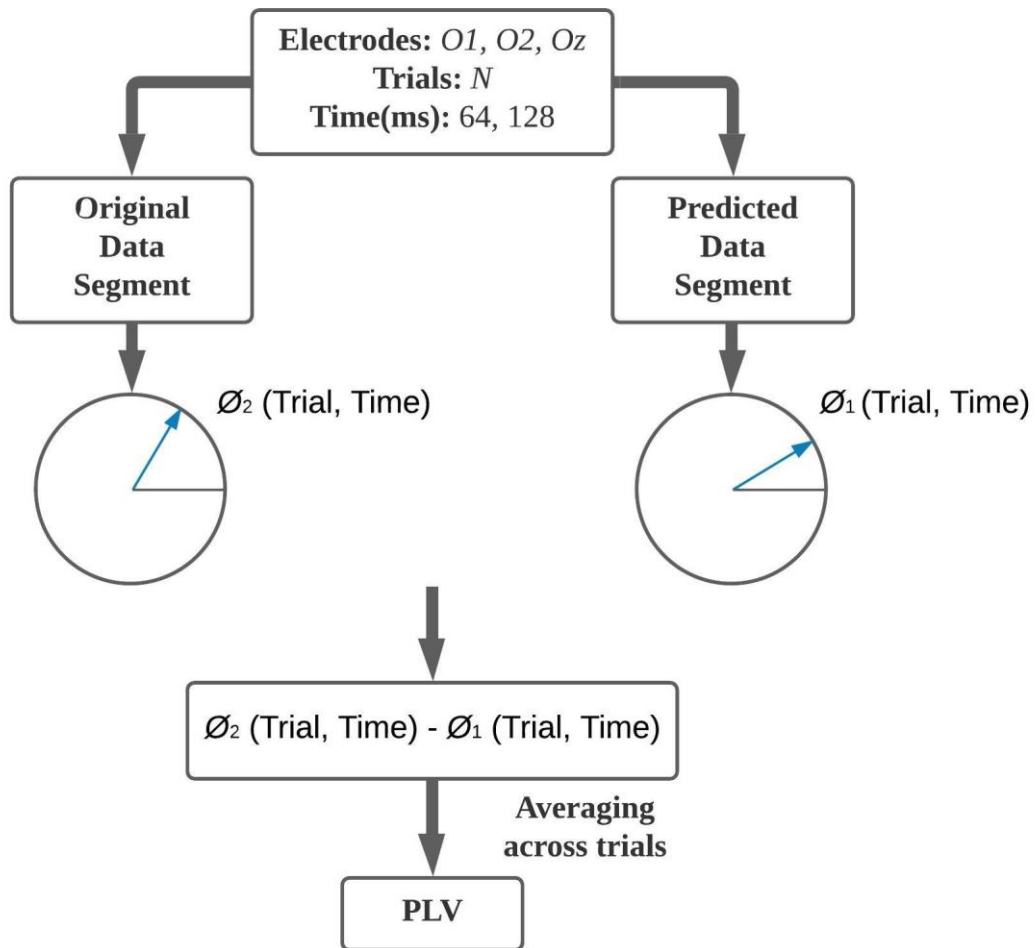 Electrodes: O1, O2, Oz
Trials: N
Time(ms): 64, 128
Original
Data
Segment
Predicted
Data
Segment
Ø₂ (Trial, Time)
Ø₁ (Trial, Time)
Ø₂ (Trial, Time) - Ø₁ (Trial, Time)
Averaging
across trials
PLV